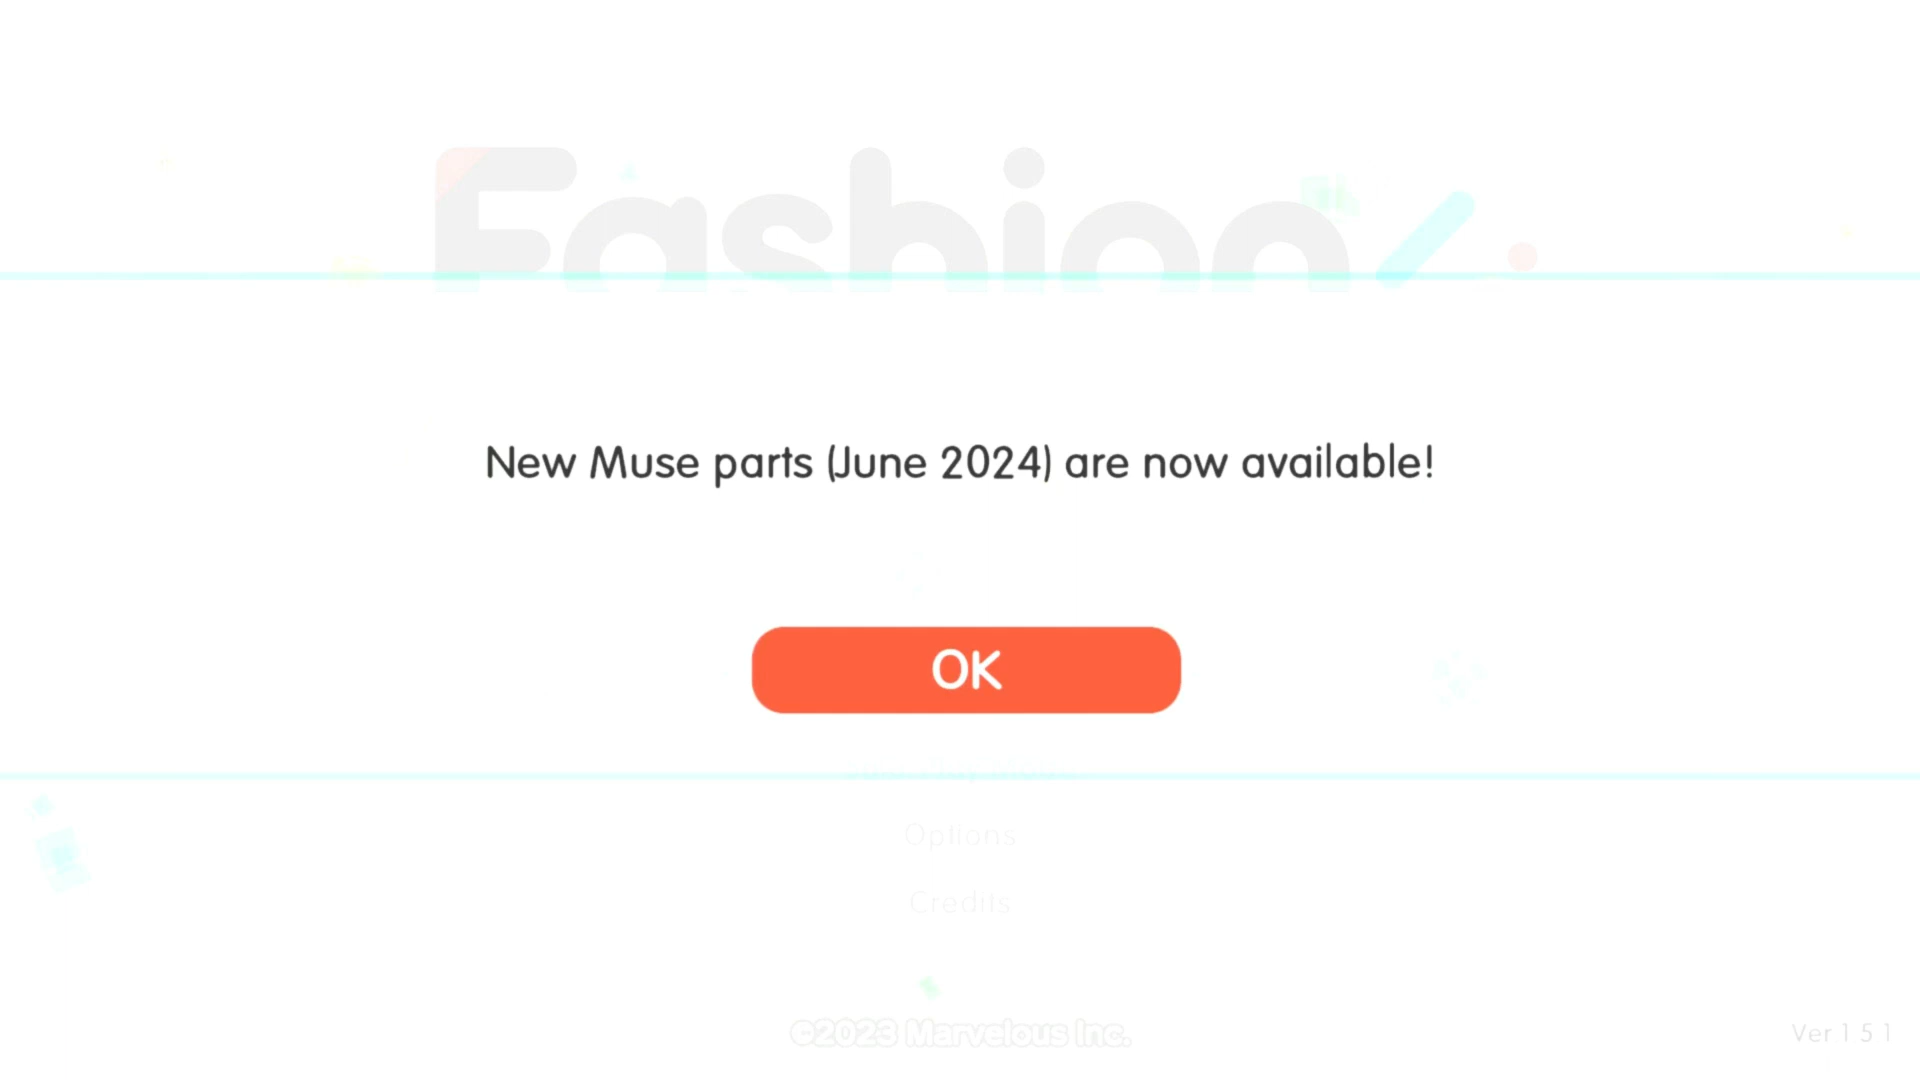 Fashion
New Muse parts (June 2024) are now available!
OK
Options
Credits
©2023 Marvelous Inc.
Ver 1 5 1